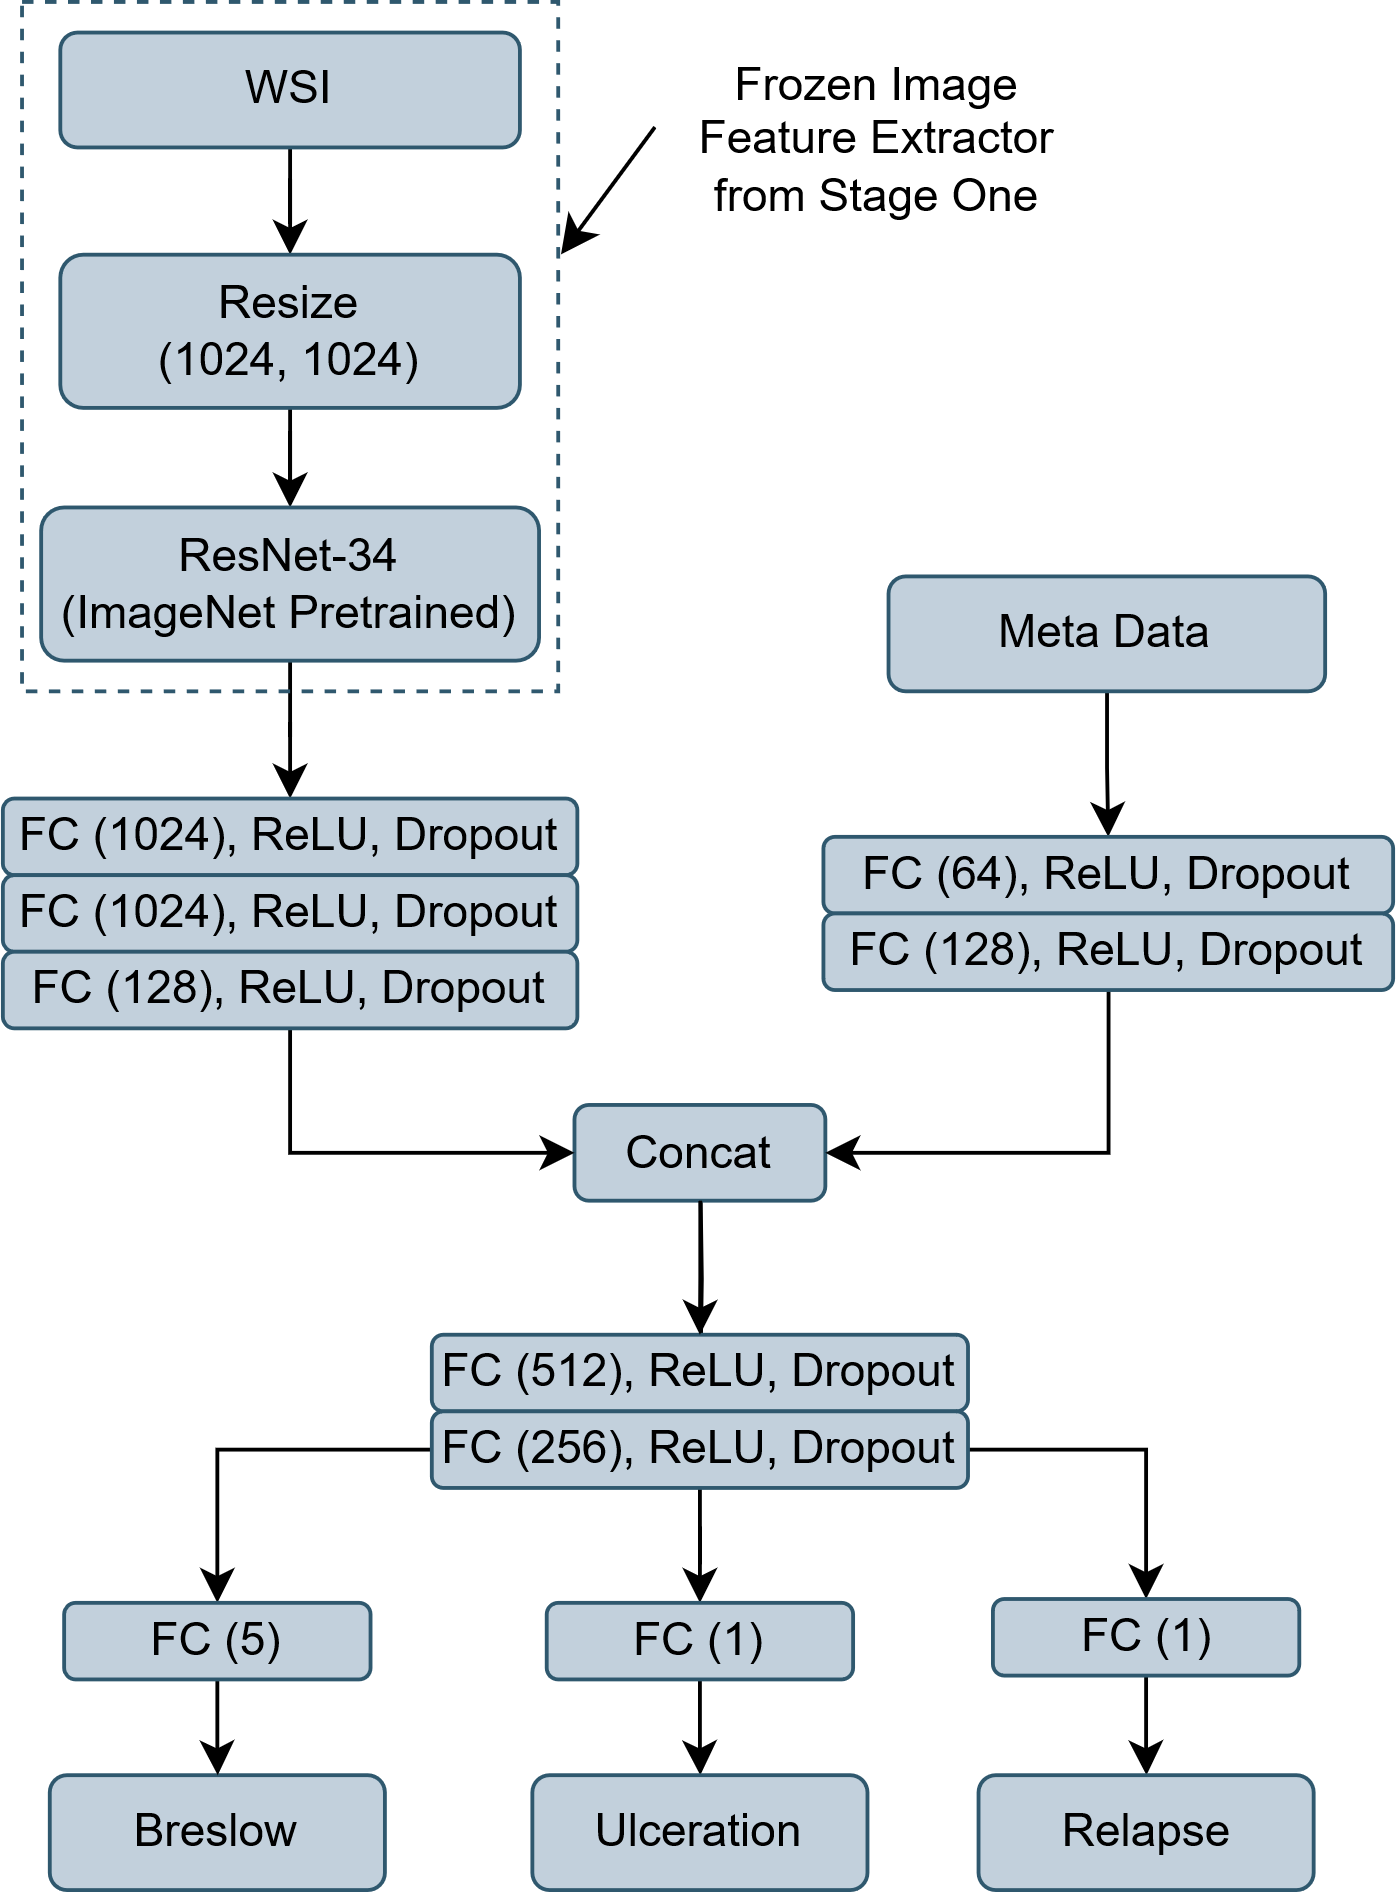 WSI
Frozen Image
Feature Extractor
from Stage One
Resize
(1024, 1024)
ResNet-34
(ImageNet Pretrained)
Meta Data
FC (1024), ReLU, Dropout
FC (1024), ReLU, Dropout
FC (128), ReLU, Dropout
FC (64), ReLU, Dropout
FC (128), ReLU, Dropout
Concat
FC (512), ReLU, Dropout
FC (256), ReLU, Dropout
FC (5)
FC (1)
FC (1)
Breslow
Ulceration
Relapse